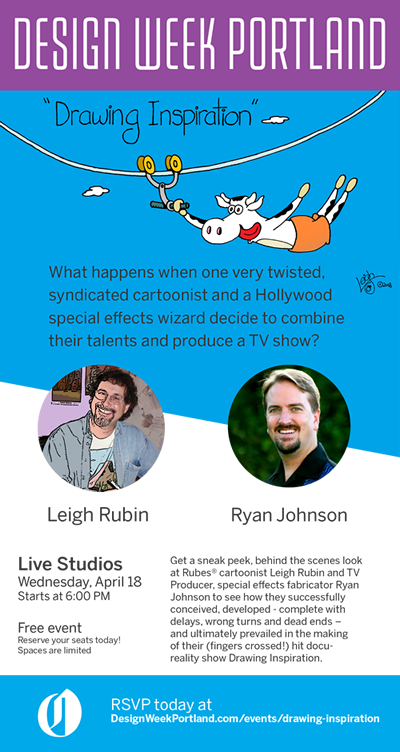 DESIGN WEEK PORTLAND
"Drawing Inspiration"
What happens when one very twisted,
syndicated cartoonist and a Hollywood
special effects wizard decide to combine
their talents and produce a TV show?
Leigh Rubin
Ryan Johnson
Live Studios
Wednesday, April 18
Starts at 6:00 PM
Free event
Reserve your seats today!
Spaces are limited
Get a sneak peek, behind the scenes look
at Rubes® cartoonist Leigh Rubin and TV
Producer, special effects fabricator Ryan
Johnson to see how they successfully
conceived, developed - complete with
delays, wrong turns and dead ends –
and ultimately prevailed in the making
of their (fingers crossed!) hit docu-
reality show Drawing Inspiration.
RSVP today at
DesignWeekPortland.com/events/drawing-inspiration